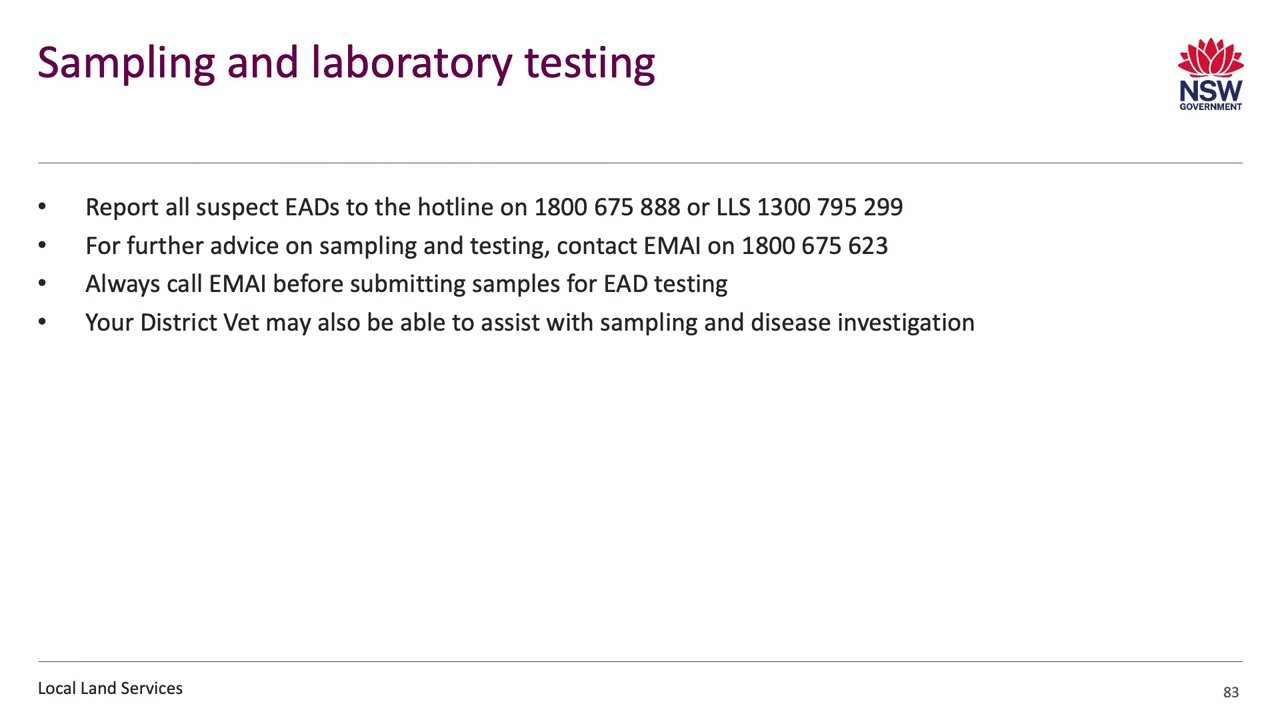 Sampling and laboratory testing
NSW
GOVERNMENT
• Report all suspect EADs to the hotline on 1800 675 888 or LLS 1300 795 299
• For further advice on sampling and testing, contact EMAI on 1800 675 623
• Always call EMAI before submitting samples for EAD testing
• Your District Vet may also be able to assist with sampling and disease investigation
Local Land Services
83